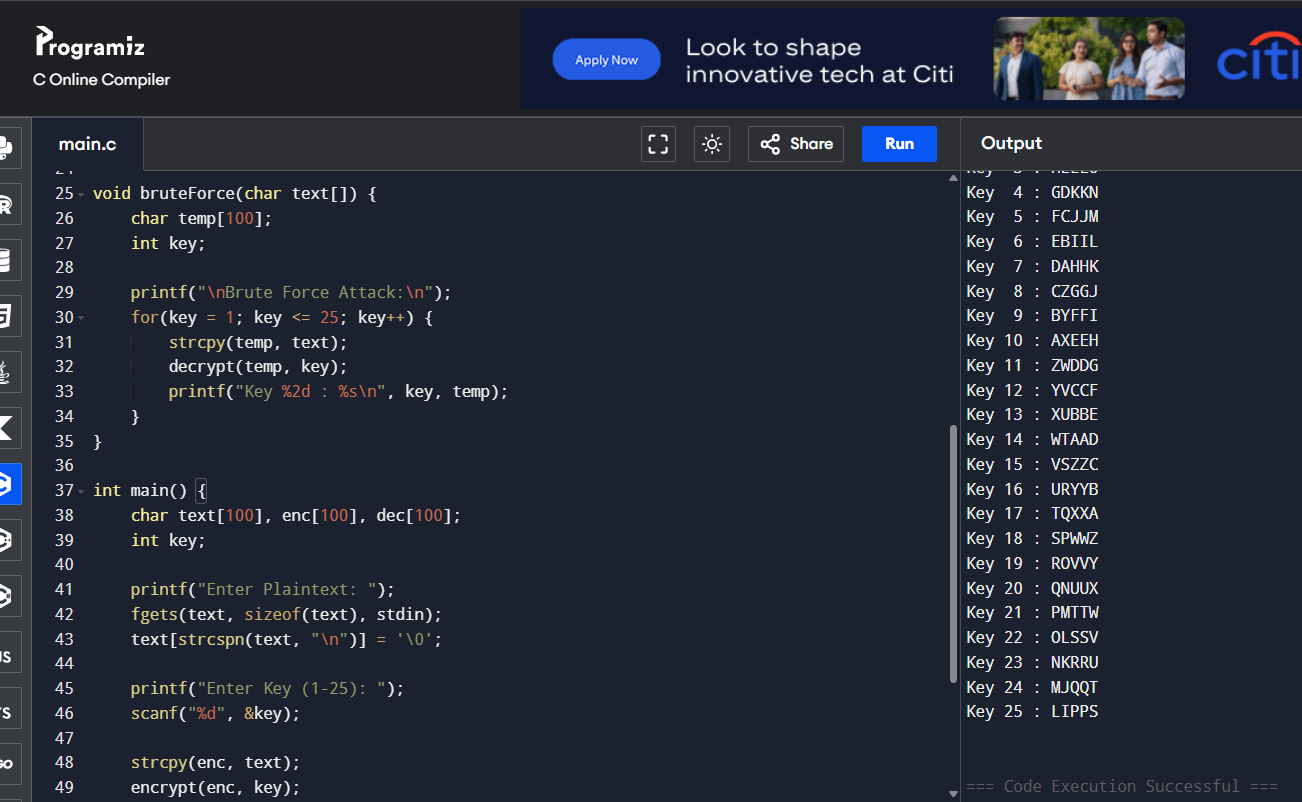 Programiz
C Online Compiler
Apply Now
Look to shape
innovative tech at Citi
citi
main.c
Share
Run
Output
25 void bruteForce(char text[]) {
26     char temp[100];
27     int key;
28
29     printf("\nBrute Force Attack:\n");
30     for(key = 1; key <= 25; key++) {
31         strcpy(temp, text);
32         decrypt(temp, key);
33         printf("Key %2d : %s\n", key, temp);
34     }
35 }
36
37 int main() {
38     char text[100], enc[100], dec[100];
39     int key;
40
41     printf("Enter Plaintext: ");
42     fgets(text, sizeof(text), stdin);
43     text[strcspn(text, "\n")] = '\0';
44
45     printf("Enter Key (1-25): ");
46     scanf("%d", &key);
47
48     strcpy(enc, text);
49     encrypt(enc, key);
Key  4 : GDKKN
Key  5 : FCJJM
Key  6 : EBIIL
Key  7 : DAHHK
Key  8 : CZGGJ
Key  9 : BYFFI
Key 10 : AXEEH
Key 11 : ZWDDG
Key 12 : YVCCF
Key 13 : XUBBE
Key 14 : WTAAD
Key 15 : VSZZC
Key 16 : URYYB
Key 17 : TQXXA
Key 18 : SPWWZ
Key 19 : ROVVY
Key 20 : QNUUX
Key 21 : PMTTW
Key 22 : OLSSV
Key 23 : NKRRU
Key 24 : MJQQT
Key 25 : LIPPS
=== Code Execution Successful ===